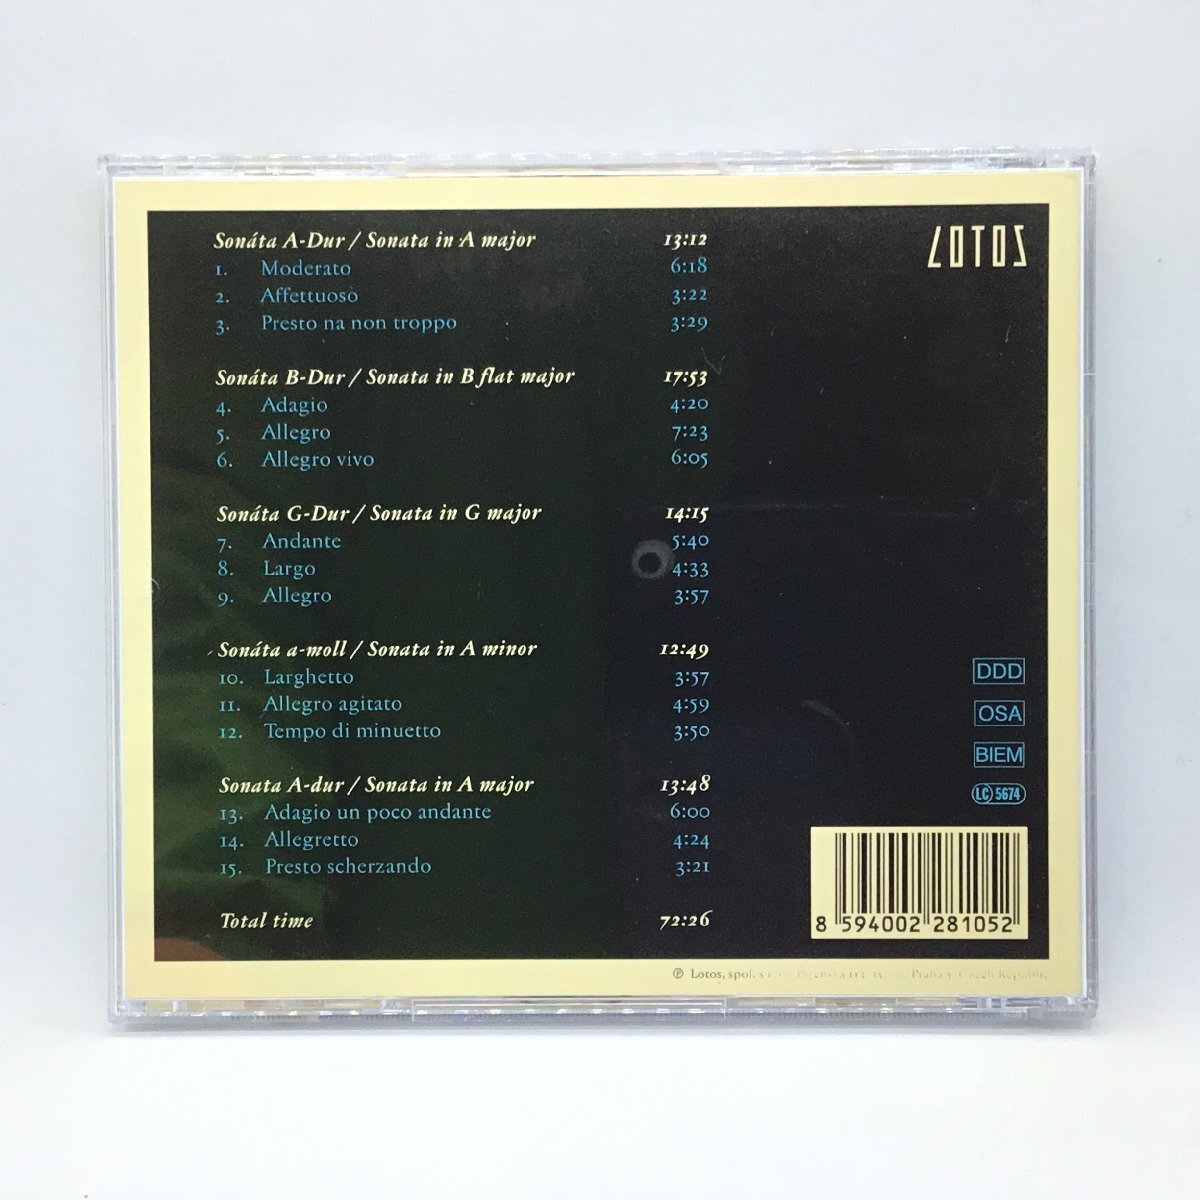 LOTOS
Sonáta A-Dur / Sonata in A major 13:12
1. Moderato 6:18
2. Affettuoso 3:22
3. Presto na non troppo 3:29
Sonáta B-Dur / Sonata in B flat major 17:53
4. Adagio 4:20
5. Allegro 7:23
6. Allegro vivo 6:05
Sonáta G-Dur / Sonata in G major 14:15
7. Andante 5:40
8. Largo 4:33
9. Allegro 3:57
Sonáta a-moll / Sonata in A minor 12:49
10. Larghetto 3:57
11. Allegro agitato 4:59
12. Tempo di minuetto 3:50
Sonata A-dur / Sonata in A major 13:48
13. Adagio un poco andante 6:00
14. Allegretto 4:24
15. Presto scherzando 3:21
Total time 72:26
DDD
OSA
BIEM
LC 5674
8 594002 281052
℗ Lotos, spol. s Czech Republic